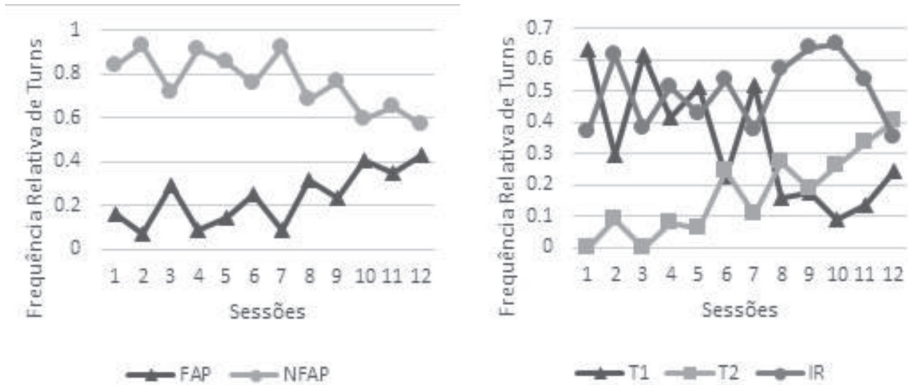 Frequência Relativa de Turns
1
0.8
0.6
0.4
0.2
0
1 2 3 4 5 6 7 8 9 10 11 12
Sessões
FAP NFAP
Frequência Relativa de Turns
0.7
0.6
0.5
0.4
0.3
0.2
0.1
0
1 2 3 4 5 6 7 8 9 10 11 12
Sessões
T1 T2 IR